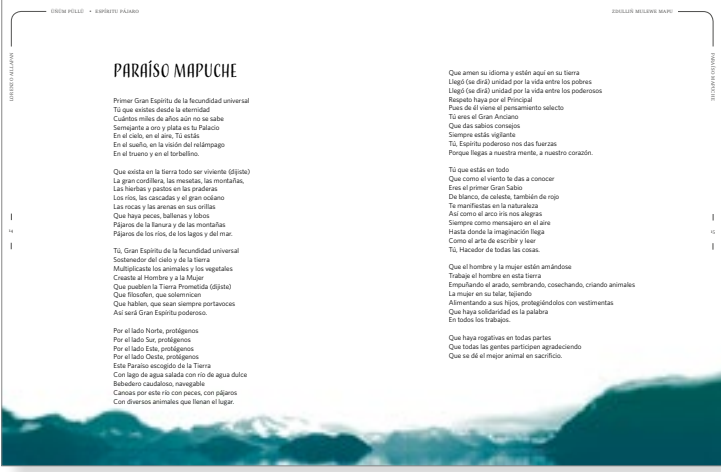 ÜÑÜM PÜLLÜ • ESPÍRITU PÁJARO
PARAÍSO MAPUCHE
Primer Gran Espíritu de la fecundidad universal
Tú que existes desde la eternidad
Cuántos miles de años aún no se sabe
Semejante a oro y plata es tu Palacio
En el cielo, en el aire, Tú estás
En el sueño, en la visión del relámpago
En el trueno y en el torbellino.
Que exista en la tierra todo ser viviente (dijiste)
La gran cordillera, las mesetas, las montañas,
Las hierbas y pastos en las praderas
Los ríos, las cascadas y el gran océano
Las rocas y las arenas en sus orillas
Que haya peces, ballenas y lobos
Pájaros de la llanura y de las montañas
Pájaros de los ríos, de los lagos y del mar.
Tú, Gran Espíritu de la fecundidad universal
Sostenedor del cielo y de la tierra
Multiplicaste los animales y los vegetales
Creaste al Hombre y a la Mujer
Que pueblen la Tierra Prometida (dijiste)
Que filosofen, que solemnicen
Que hablen, que sean siempre portavoces
Así será Gran Espíritu poderoso.
Por el lado Norte, protégenos
Por el lado Sur, protégenos
Por el lado Este, protégenos
Por el lado Oeste, protégenos
Este Paraíso escogido de la Tierra
Con lago de agua salada con río de agua dulce
Bebedero caudaloso, navegable
Canoas por este río con peces, con pájaros
Con diversos animales que llenan el lugar.
PARAÍSO MAPUCHE
Que amen su idioma y estén aquí en su tierra
Llegó (se dirá) unidad por la vida entre los pobres
Llegó (se dirá) unidad por la vida entre los poderosos
Respeto haya por el Principal
Pues de él viene el pensamiento selecto
Tú eres el Gran Anciano
Que das sabios consejos
Siempre estás vigilante
Tú, Espíritu poderoso nos das fuerzas
Porque llegas a nuestra mente, a nuestro corazón.
Tú que estás en todo
Que como el viento te das a conocer
Eres el primer Gran Sabio
De blanco, de celeste, también de rojo
Te manifiestas en la naturaleza
Así como el arco iris nos alegras
Siempre como mensajero en el aire
Hasta donde la imaginación llega
Como el arte de escribir y leer
Tú, Hacedor de todas las cosas.
Que el hombre y la mujer estén amándose
Trabaje el hombre en esta tierra
Empuñando el arado, sembrando, cosechando, criando animales
La mujer en su telar, tejiendo
Alimentando a sus hijos, protegiéndolos con vestimentas
Que haya solidaridad es la palabra
En todos los trabajos.
Que haya rogativas en todas partes
Que todas las gentes participen agradeciendo
Que se dé el mejor animal en sacrificio.